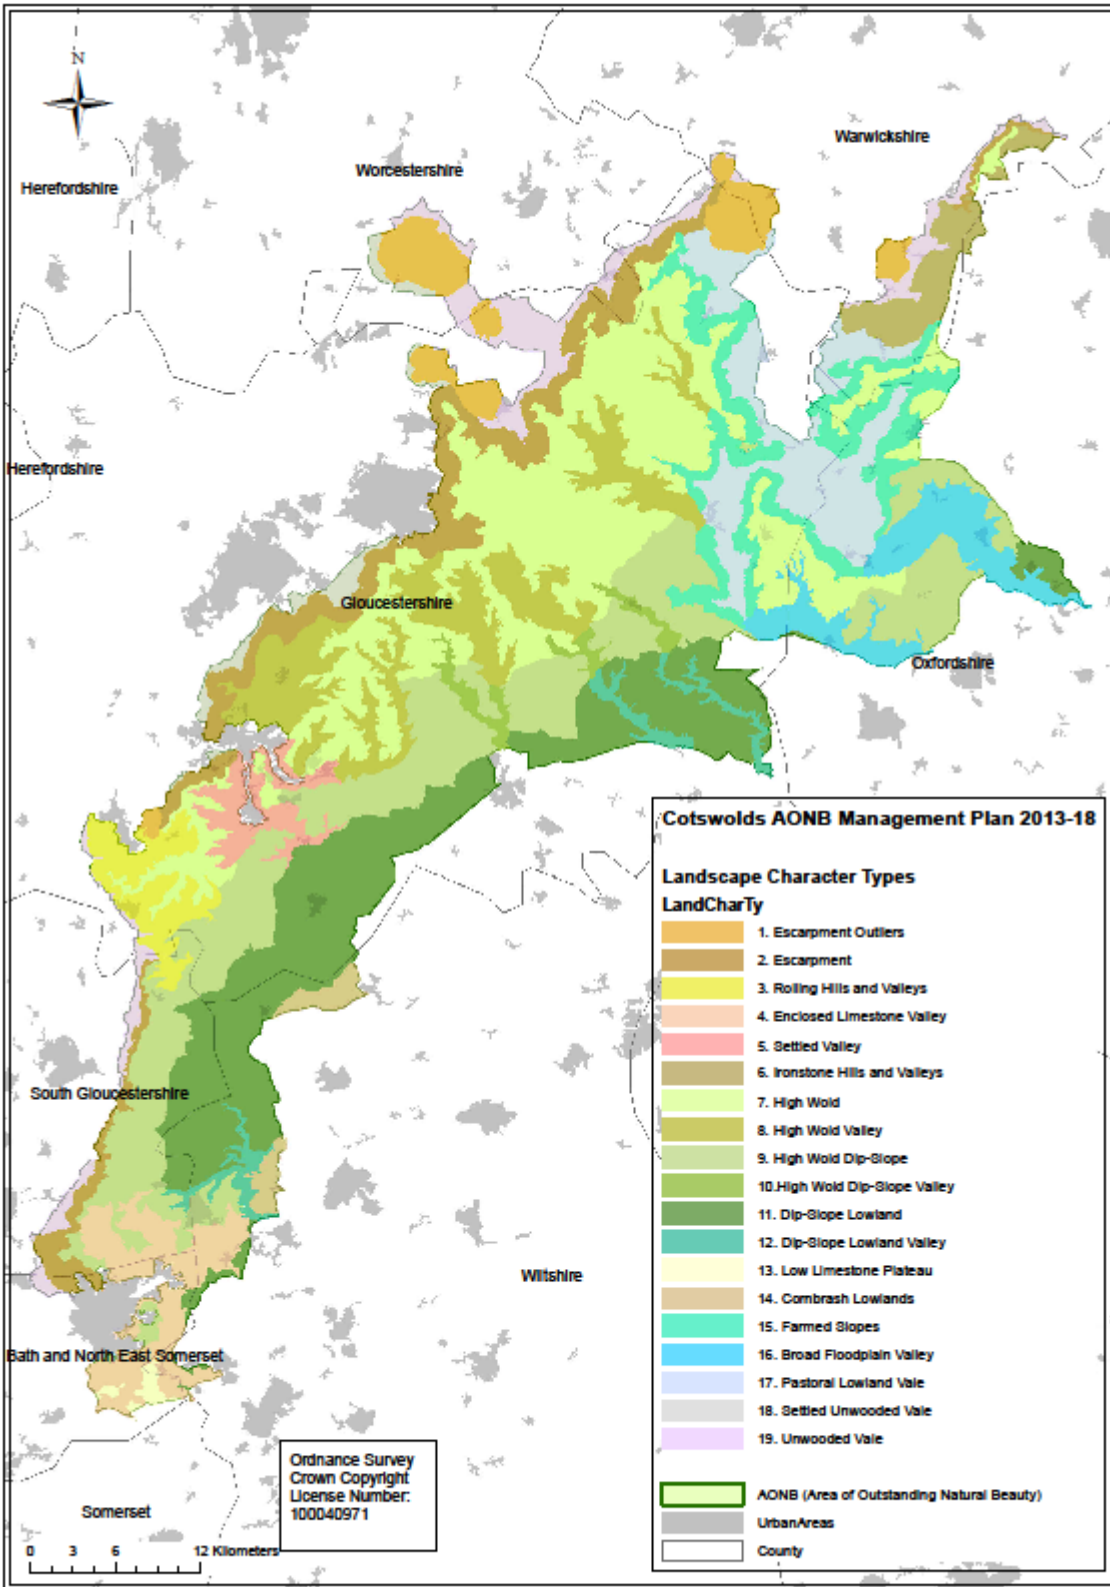 N
Warwickshire
Worcestershire
Herefordshire
Herefordshire
Gloucestershire
Oxfordshire
South Gloucestershire
Wiltshire
Bath and North East Somerset
Somerset
Cotswolds AONB Management Plan 2013-18
Landscape Character Types
LandCharTy
1. Escarpment Outliers
2. Escarpment
3. Rolling Hills and Valleys
4. Enclosed Limestone Valley
5. Settled Valley
6. Ironstone Hills and Valleys
7. High Wold
8. High Wold Valley
9. High Wold Dip-Slope
10.High Wold Dip-Slope Valley
11. Dip-Slope Lowland
12. Dip-Slope Lowland Valley
13. Low Limestone Plateau
14. Cornbrash Lowlands
15. Farmed Slopes
16. Broad Floodplain Valley
17. Pastoral Lowland Vale
18. Settled Unwooded Vale
19. Unwooded Vale
AONB (Area of Outstanding Natural Beauty)
UrbanAreas
County
Ordnance Survey
Crown Copyright
License Number:
100040971
0 3 6 12 Kilometers